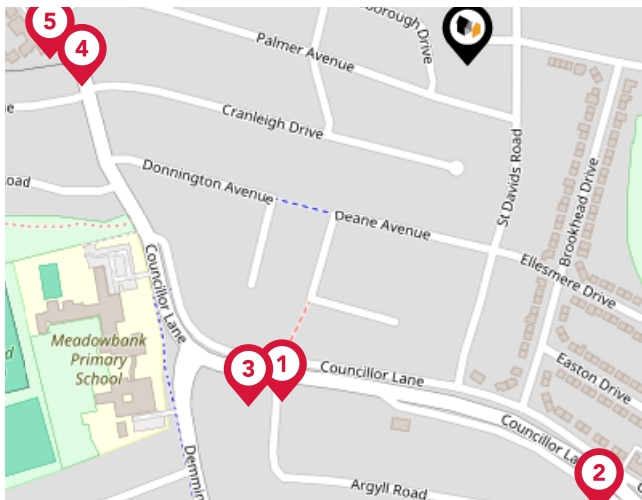 5
4
Palmer Avenue
Cranleigh Drive
St Davids Road
Brookhead Drive
Donnington Avenue
Deane Avenue
Ellesmere Drive
Councillor Lane
Meadowbank
Primary
School
3
1
Councillor Lane
Easton Drive
Councillor
2
Argyll Road